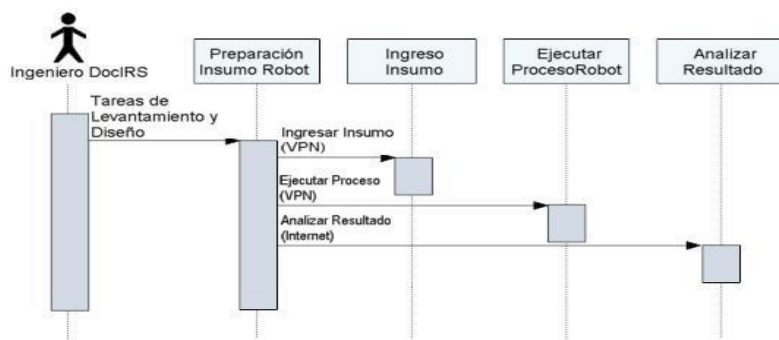 Ingeniero DocIRS
Preparación
Insumo Robot
Ingreso
Insumo
Ejecutar
ProcesoRobot
Analizar
Resultado
Tareas de
Levantamiento y
Diseño
Ingresar Insumo
(VPN)
Ejecutar Proceso
(VPN)
Analizar Resultado
(Internet)